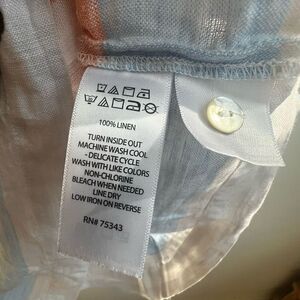 100% LINEN
TURN INSIDE OUT
MACHINE WASH COOL
- DELICATE CYCLE
WASH WITH LIKE COLORS
NON-CHLORINE
BLEACH WHEN NEEDED
LINE DRY
LOW IRON ON REVERSE
RN# 75343